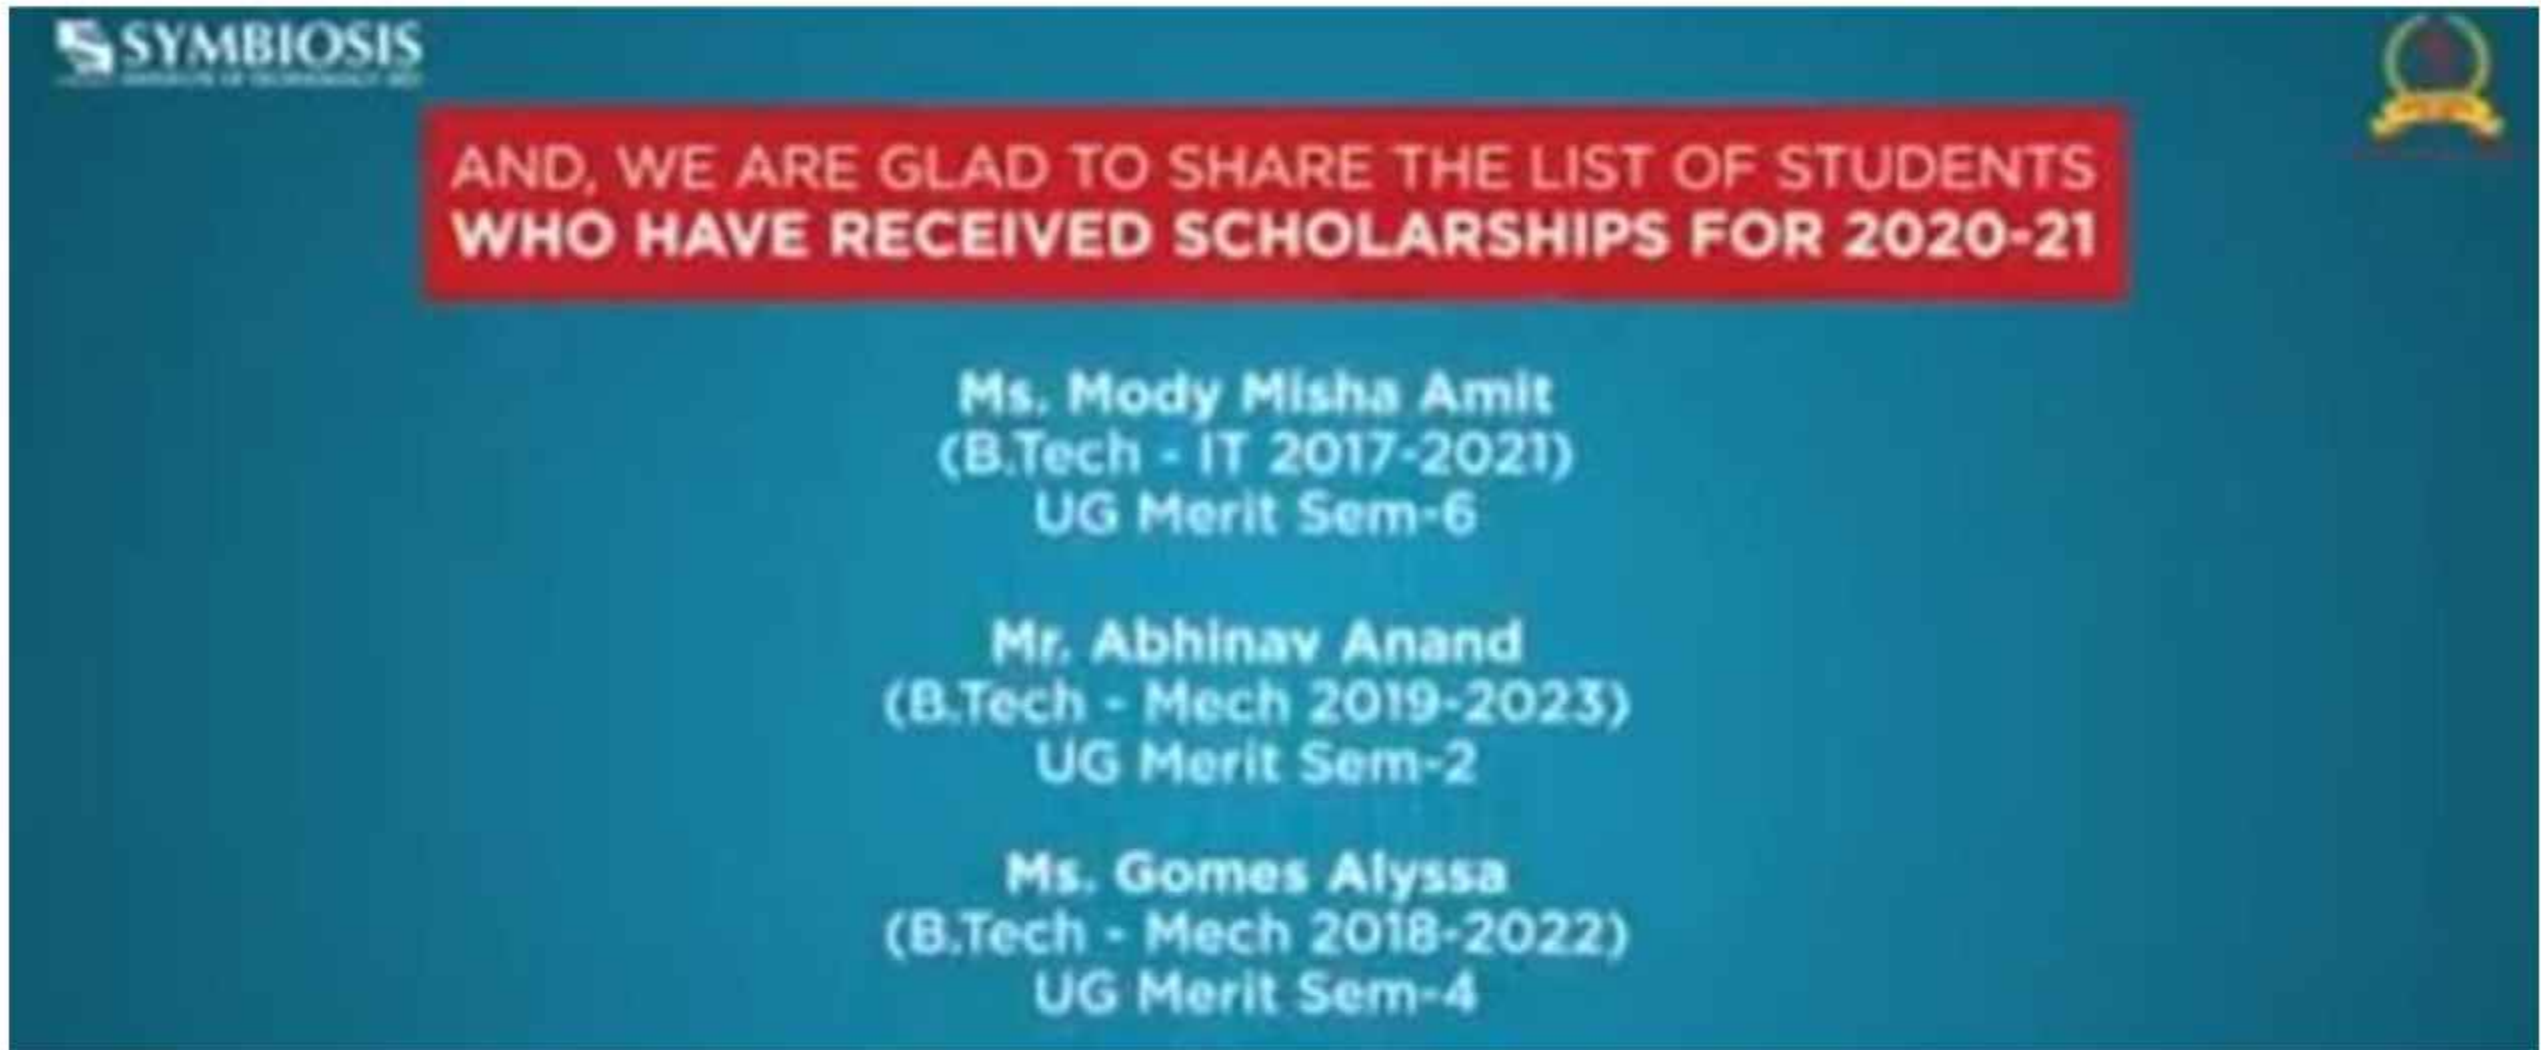 SYMBIOSIS
AND, WE ARE GLAD TO SHARE THE LIST OF STUDENTS
WHO HAVE RECEIVED SCHOLARSHIPS FOR 2020-21
Ms. Mody Misha Amit
(B.Tech - IT 2017-2021)
UG Merit Sem-6
Mr. Abhinav Anand
(B.Tech - Mech 2019-2023)
UG Merit Sem-2
Ms. Gomes Alyssa
(B.Tech - Mech 2018-2022)
UG Merit Sem-4